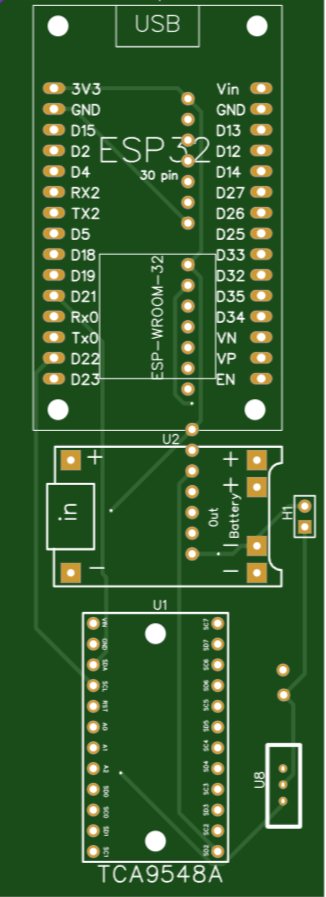 USB
3V3 Vin
GND GND
D15 D13
D2 D12
ESP32
D4 D14
30 pin
RX2 D27
TX2 D26
D5 D25
D18 D33
D19 D32
D21 D35
Rx0 D34
Tx0 VN
D22 VP
D23 EN
ESP-WROOM-32
U2
+ +
+
in
Out
Battery
H1
–
– –
U1
VIN SC7
GND SD7
SDA SC6
SCL SD6
RST SC5
A0 SD5
A1 SC4
A2 SD4
SD0 SC3
SC0 SD3
SD1 SC2
SC1 SD2
U8
TCA9548A